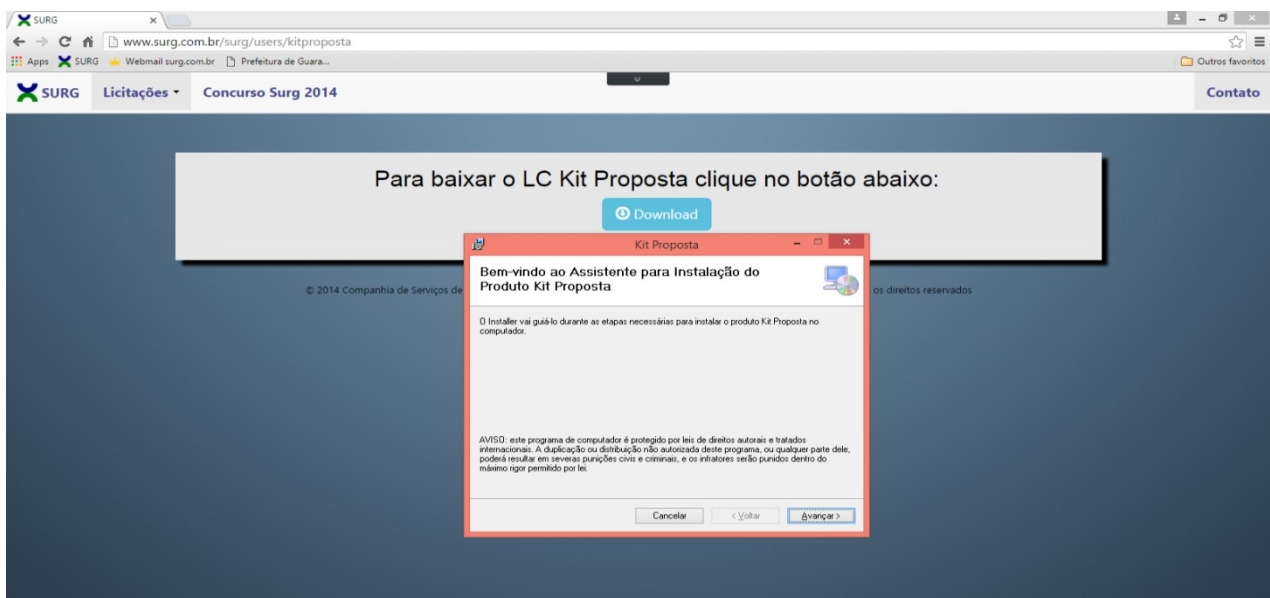 SURG
www.surg.com.br/surg/users/kitproposta
Apps SURG Webmail surg.com.br Prefeitura de Guara... Outros favoritos
SURG Licitações Concurso Surg 2014 Contato
Para baixar o LC Kit Proposta clique no botão abaixo:
Download
Kit Proposta
Bem-vindo ao Assistente para Instalação do
Produto Kit Proposta
© 2014 Companhia de Serviços de os direitos reservados
O Installer vai guiá-lo durante as etapas necessárias para instalar o produto Kit Proposta no
computador.
AVISO: este programa de computador é protegido por leis de direitos autorais e tratados
internacionais. A duplicação ou distribuição não autorizada deste programa, ou qualquer parte dele,
poderá resultar em severas punições civis e criminais, e os infratores serão punidos dentro do
máximo rigor permitido por lei.
Cancelar < Voltar Avançar >